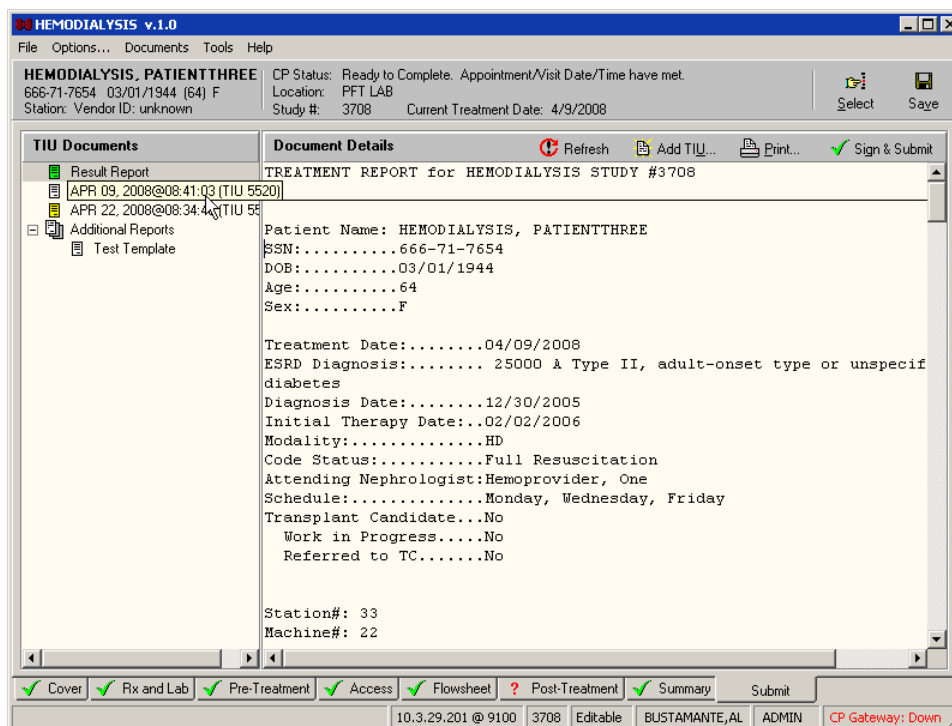 HEMODIALYSIS v.1.0
File Options... Documents Tools Help
HEMODIALYSIS, PATIENTTHREE
666-71-7654 03/01/1944 (64) F
Station: Vendor ID: unknown
CP Status: Ready to Complete. Appointment/Visit Date/Time have met.
Location: PFT LAB
Study #: 3708 Current Treatment Date: 4/9/2008
Select Save
TIU Documents
Result Report
APR 09, 2008@08:41:03 (TIU 5520)
APR 22, 2008@08:34:4 (TIU 55
Additional Reports
Test Template
Document Details Refresh Add TIU... Print... Sign & Submit
TREATMENT REPORT for HEMODIALYSIS STUDY #3708
Patient Name: HEMODIALYSIS, PATIENTTHREE
SSN:..........666-71-7654
DOB:..........03/01/1944
Age:..........64
Sex:..........F
Treatment Date:........04/09/2008
ESRD Diagnosis:........ 25000 A Type II, adult-onset type or unspecif
diabetes
Diagnosis Date:........12/30/2005
Initial Therapy Date:..02/02/2006
Modality:..............HD
Code Status:...........Full Resuscitation
Attending Nephrologist:Hemoprovider, One
Schedule:..............Monday, Wednesday, Friday
Transplant Candidate...No
Work in Progress.....No
Referred to TC.......No
Station#: 33
Machine#: 22
Cover Rx and Lab Pre-Treatment Access Flowsheet ? Post-Treatment Summary Submit
10.3.29.201 @ 9100 3708 Editable BUSTAMANTE,AL ADMIN CP Gateway: Down